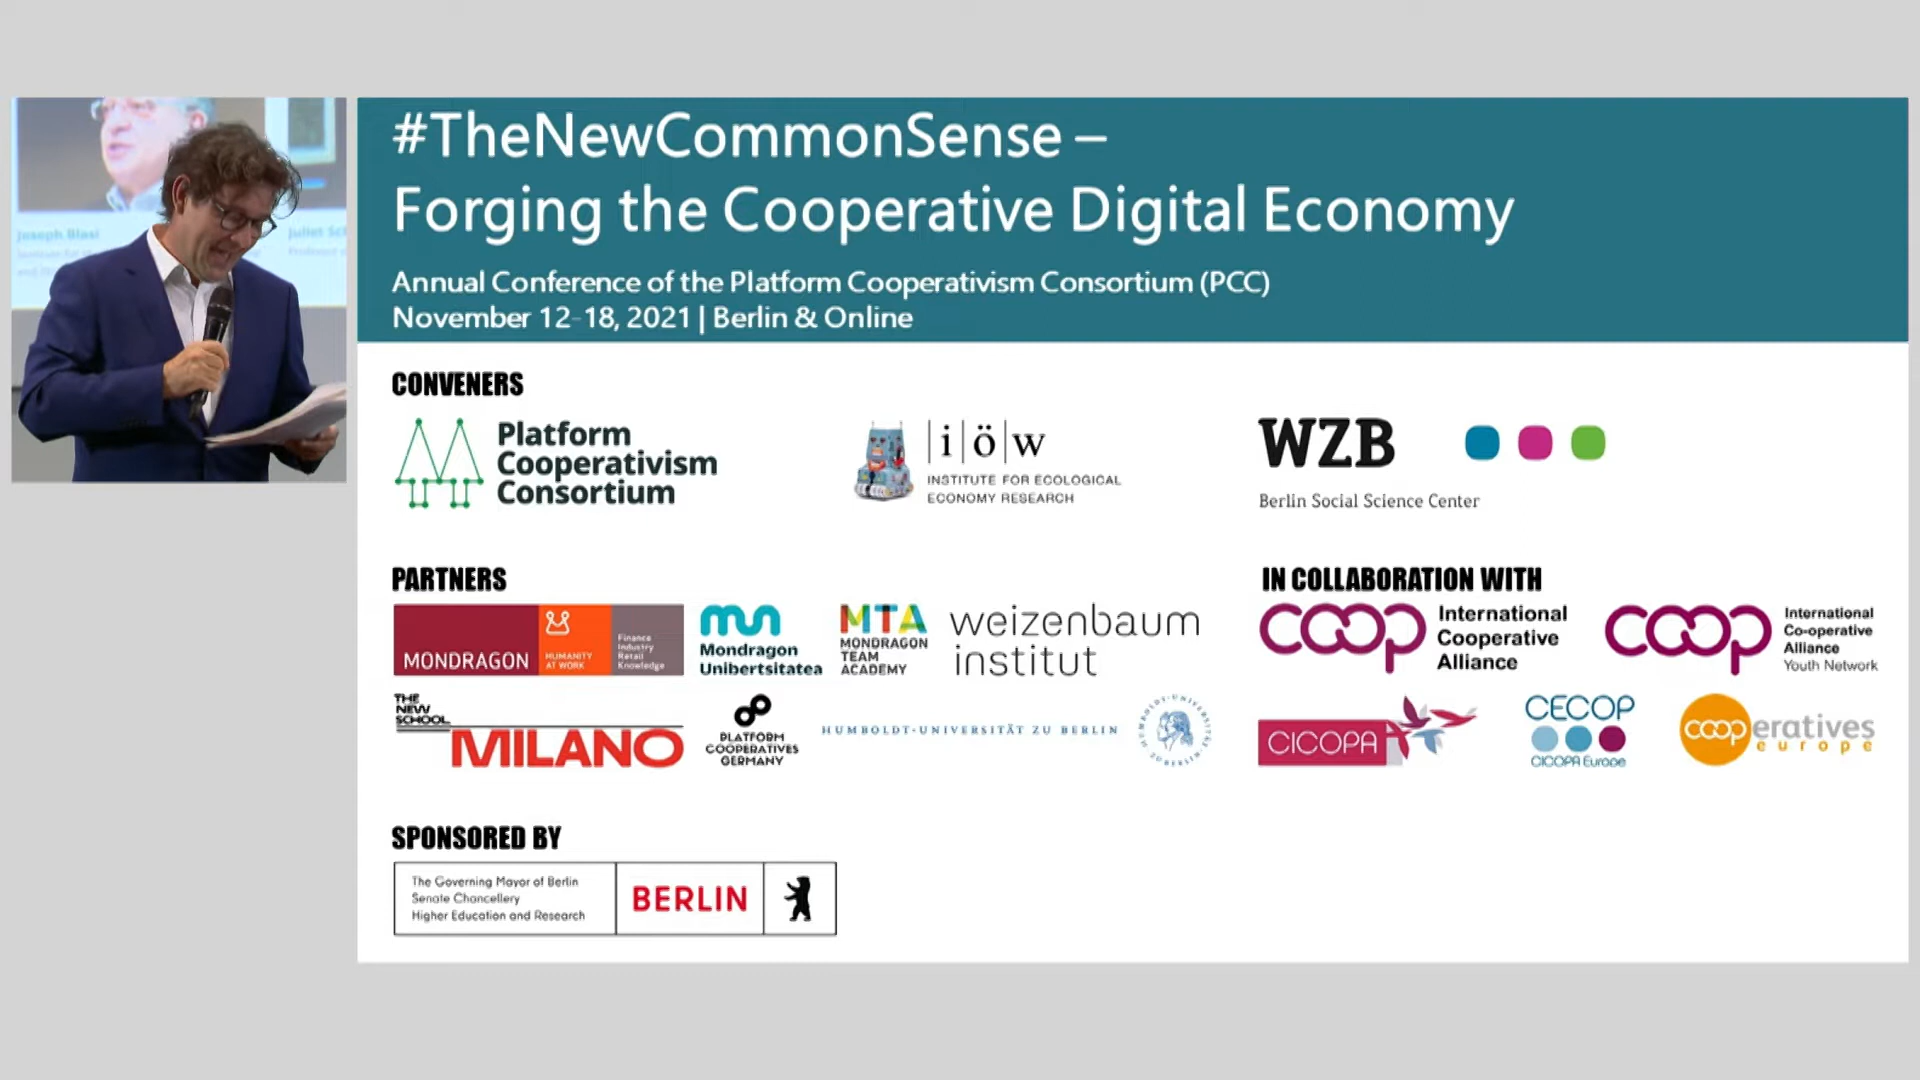 #TheNewCommonSense –
Forging the Cooperative Digital Economy
Annual Conference of the Platform Cooperativism Consortium (PCC)
November 12-18, 2021 | Berlin & Online
Joseph Blasi
Juliet
CONVENERS
Platform
Cooperativism
Consortium
|i|ö|w
INSTITUTE FOR ECOLOGICAL
ECONOMY RESEARCH
WZB
Berlin Social Science Center
PARTNERS
MONDRAGON
HUMANITY
AT WORK
Finance
Industry
Retail
Knowledge
mun
Mondragon
Unibertsitatea
MTA
MONDRAGON
TEAM
ACADEMY
weizenbaum
institut
THE
NEW
SCHOOL
MILANO
PLATFORM
COOPERATIVES
GERMANY
HUMBOLDT-UNIVERSITÄT ZU BERLIN
IN COLLABORATION WITH
coop
International
Cooperative
Alliance
coop
International
Co-operative
Alliance
Youth Network
CICOPA
CECOP
CICOPA Europe
cooperatives
europe
SPONSORED BY
The Governing Mayor of Berlin
Senate Chancellery
Higher Education and Research
BERLIN